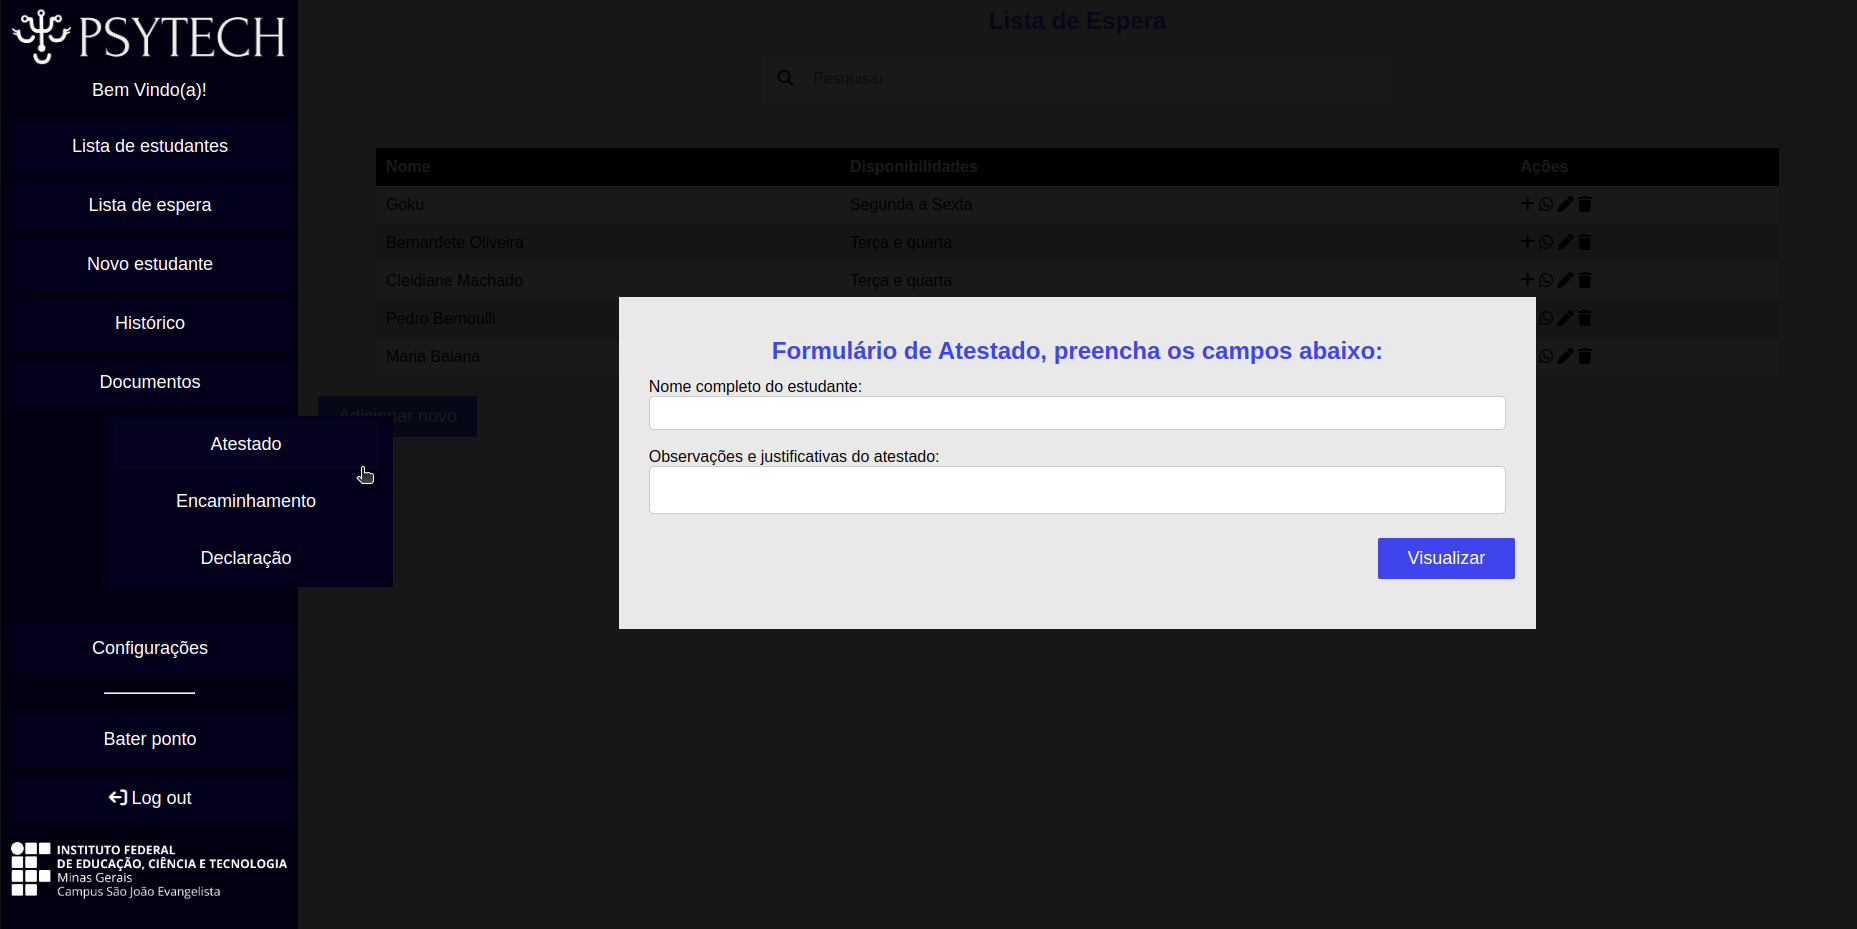 PSYTECH
Bem Vindo(a)!
Lista de estudantes
Lista de espera
Novo estudante
Histórico
Documentos
Atestado
Encaminhamento
Declaração
Configurações
Bater ponto
Log out
INSTITUTO FEDERAL
DE EDUCAÇÃO, CIÊNCIA E TECNOLOGIA
Minas Gerais
Campus São João Evangelista
Lista de Espera
Pesquisar
Nome Disponibilidades Ações
Goku Segunda a Sexta
Bernardete Oliveira Terça e quarta
Cleidiane Machado Terça e quarta
Pedro Bernoulli
Maria Baiana
Adicionar novo
Formulário de Atestado, preencha os campos abaixo:
Nome completo do estudante:
Observações e justificativas do atestado:
Visualizar